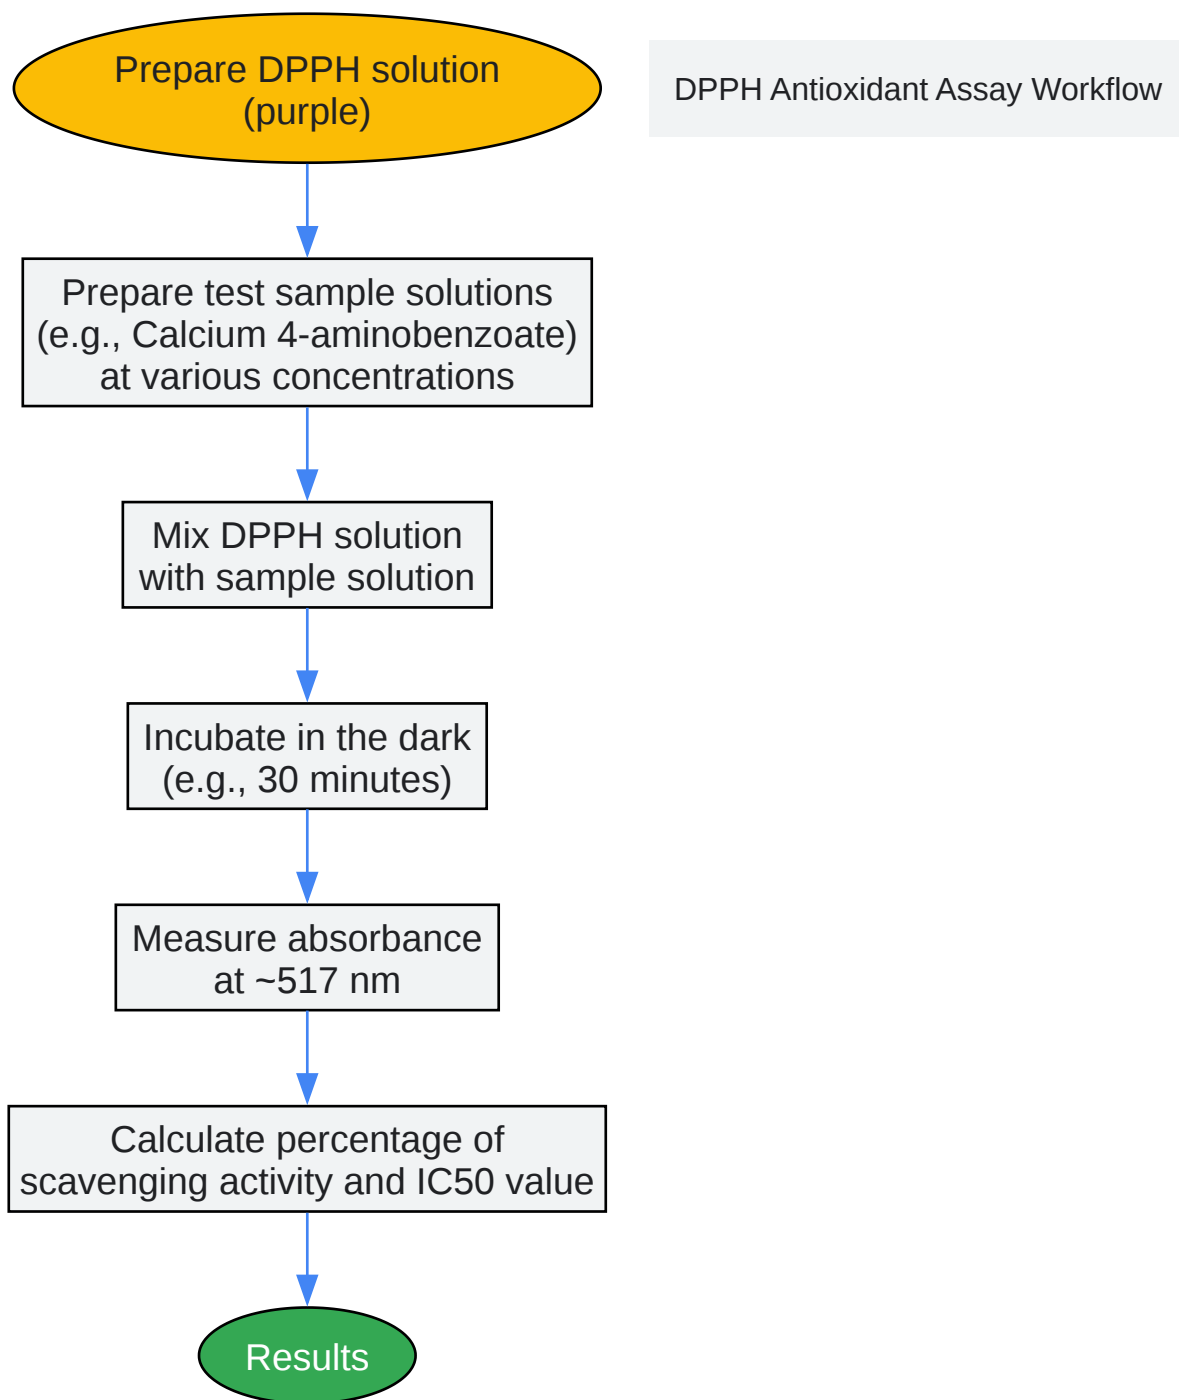 Prepare DPPH solution
(purple)
DPPH Antioxidant Assay Workflow
Prepare test sample solutions
(e.g., Calcium 4-aminobenzoate)
at various concentrations
Mix DPPH solution
with sample solution
Incubate in the dark
(e.g., 30 minutes)
Measure absorbance
at ~517 nm
Calculate percentage of
scavenging activity and IC50 value
Results